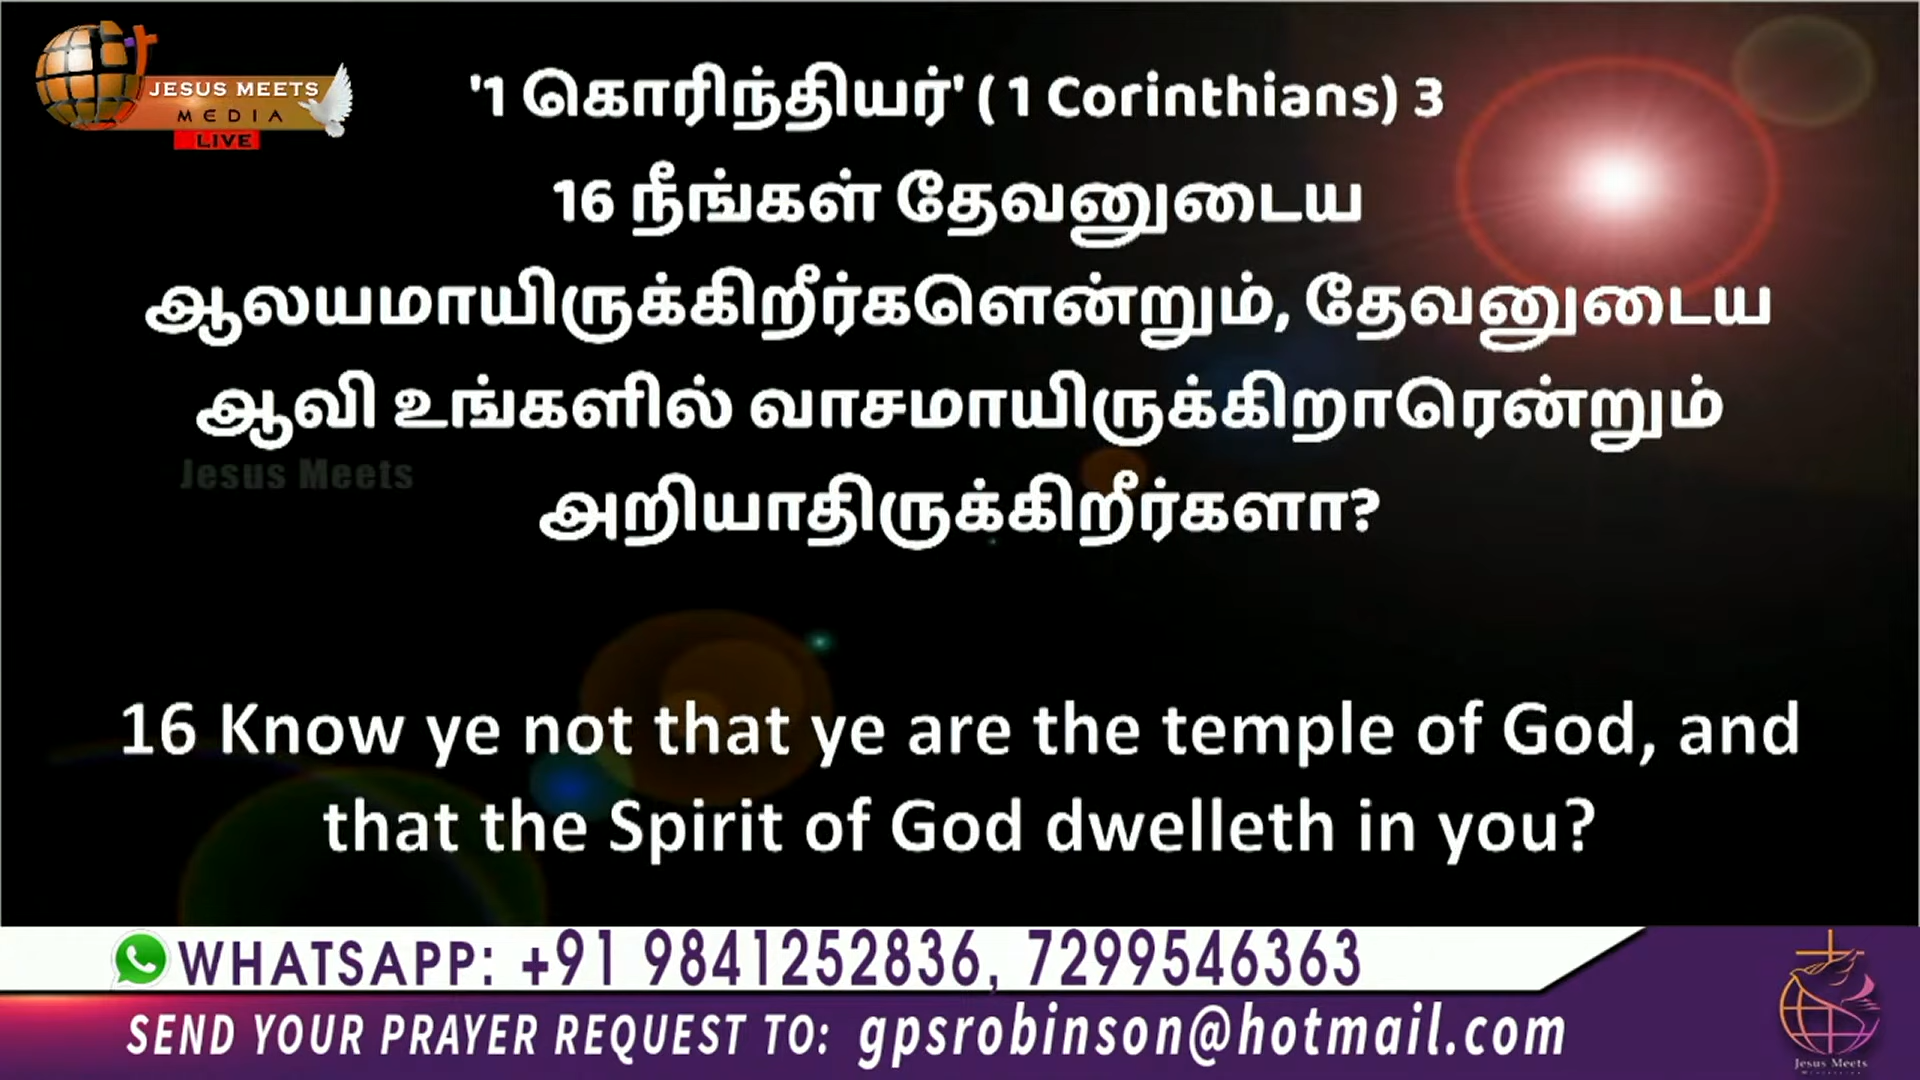 JESUS MEETS
MEDIA
LIVE
'1 கொரிந்தியர்' ( 1 Corinthians) 3
16 நீங்கள் தேவனுடைய
ஆலயமாயிருக்கிறீர்களென்றும், தேவனுடைய
ஆவி உங்களில் வாசமாயிருக்கிறாரென்றும்
Jesus Meets
அறியாதிருக்கிறீர்களா?
16 Know ye not that ye are the temple of God, and
that the Spirit of God dwelleth in you?
WHATSAPP: +91 9841252836, 7299546363
SEND YOUR PRAYER REQUEST TO: gpsrobinson@hotmail.com
Jesus Meets